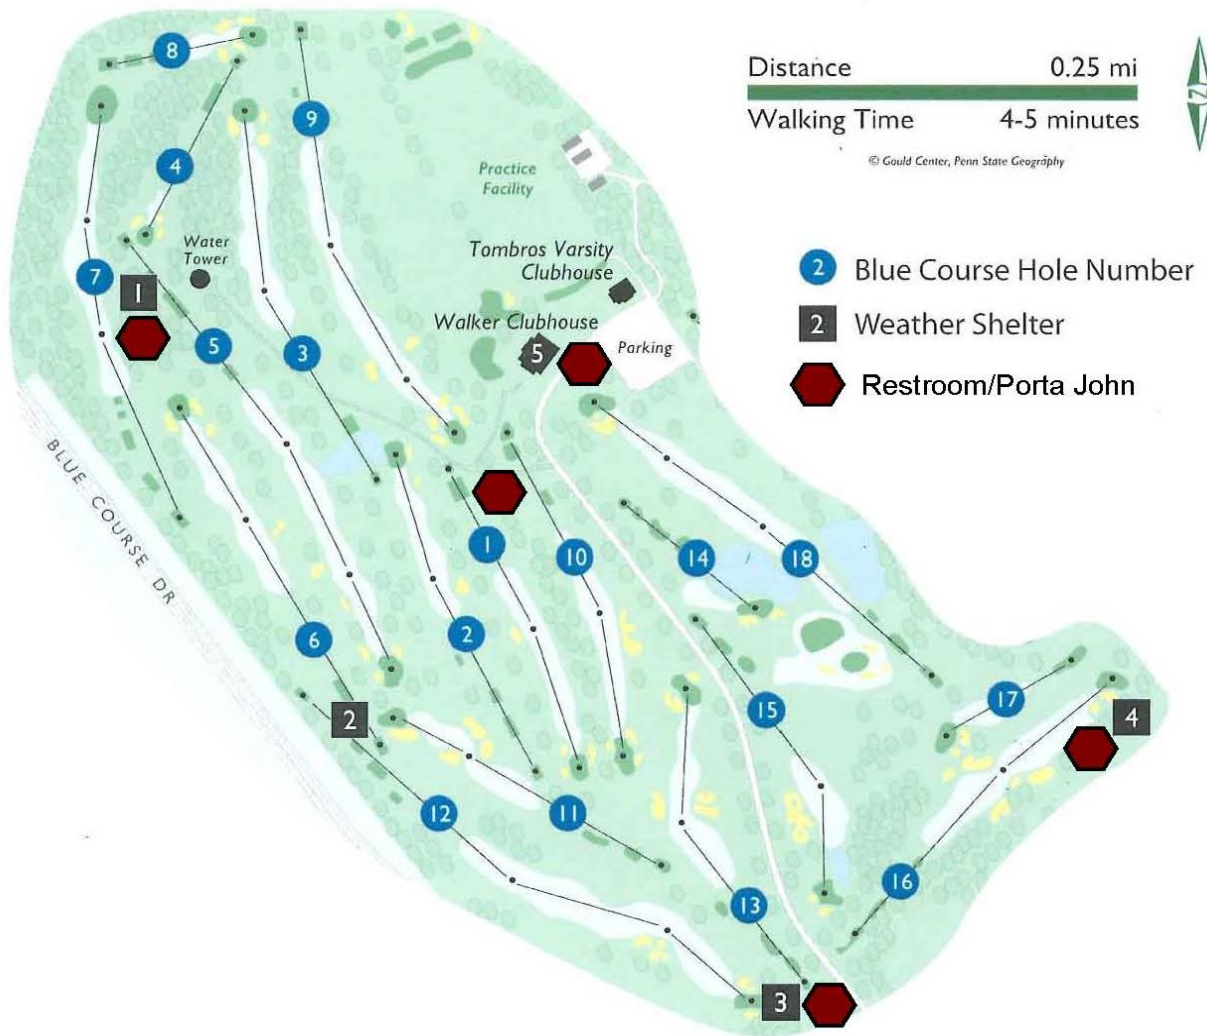 8
9
Distance 0.25 mi
Walking Time 4-5 minutes
© Gould Center, Penn State Geography
N
4
Practice
Facility
Water
Tower
Tombros Varsity
Clubhouse
2 Blue Course Hole Number
7
1
Walker Clubhouse
2 Weather Shelter
5
3
5
Parking
Restroom/Porta John
BLUE COURSE DR
1
10
14
18
6
2
15
17
2
4
12
11
16
13
3